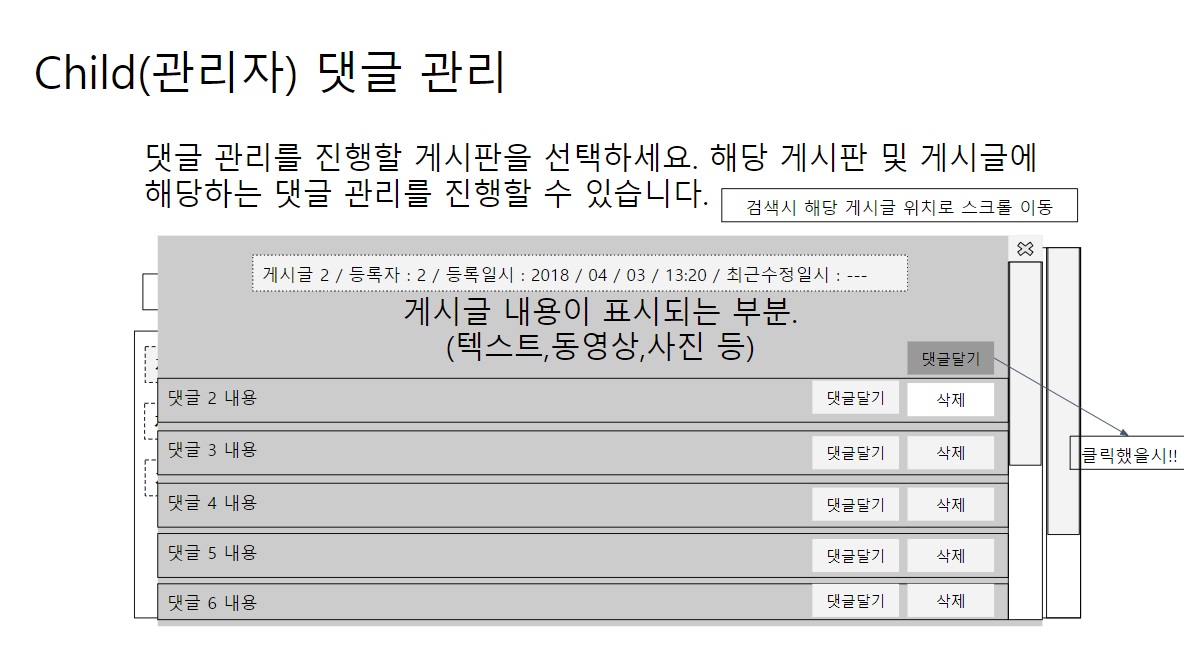 Child(관리자) 댓글 관리
댓글 관리를 진행할 게시판을 선택하세요. 해당 게시판 및 게시글에
해당하는 댓글 관리를 진행할 수 있습니다.
검색시 해당 게시글 위치로 스크롤 이동
게시글 2 / 등록자 : 2 / 등록일시 : 2018 / 04 / 03 / 13:20 / 최근수정일시 : ---
게시글 내용이 표시되는 부분.
(텍스트,동영상,사진 등)
댓글달기
댓글 2 내용 댓글달기 삭제
댓글 3 내용 댓글달기 삭제
클릭했을시!!
댓글 4 내용 댓글달기 삭제
댓글 5 내용 댓글달기 삭제
댓글 6 내용 댓글달기 삭제